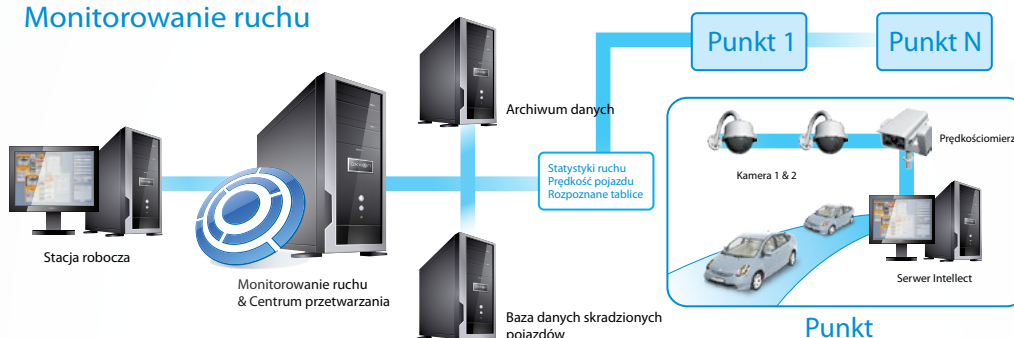 Monitorowanie ruchu
Punkt 1
Punkt N
Archiwum danych
Statystyki ruchu
Prędkość pojazdu
Rozpoznane tablice
Prędkościomierz
Kamera 1 & 2
Stacja robocza
Monitorowanie ruchu
& Centrum przetwarzania
Serwer Intellect
Baza danych skradzionych
pojazdów
Punkt